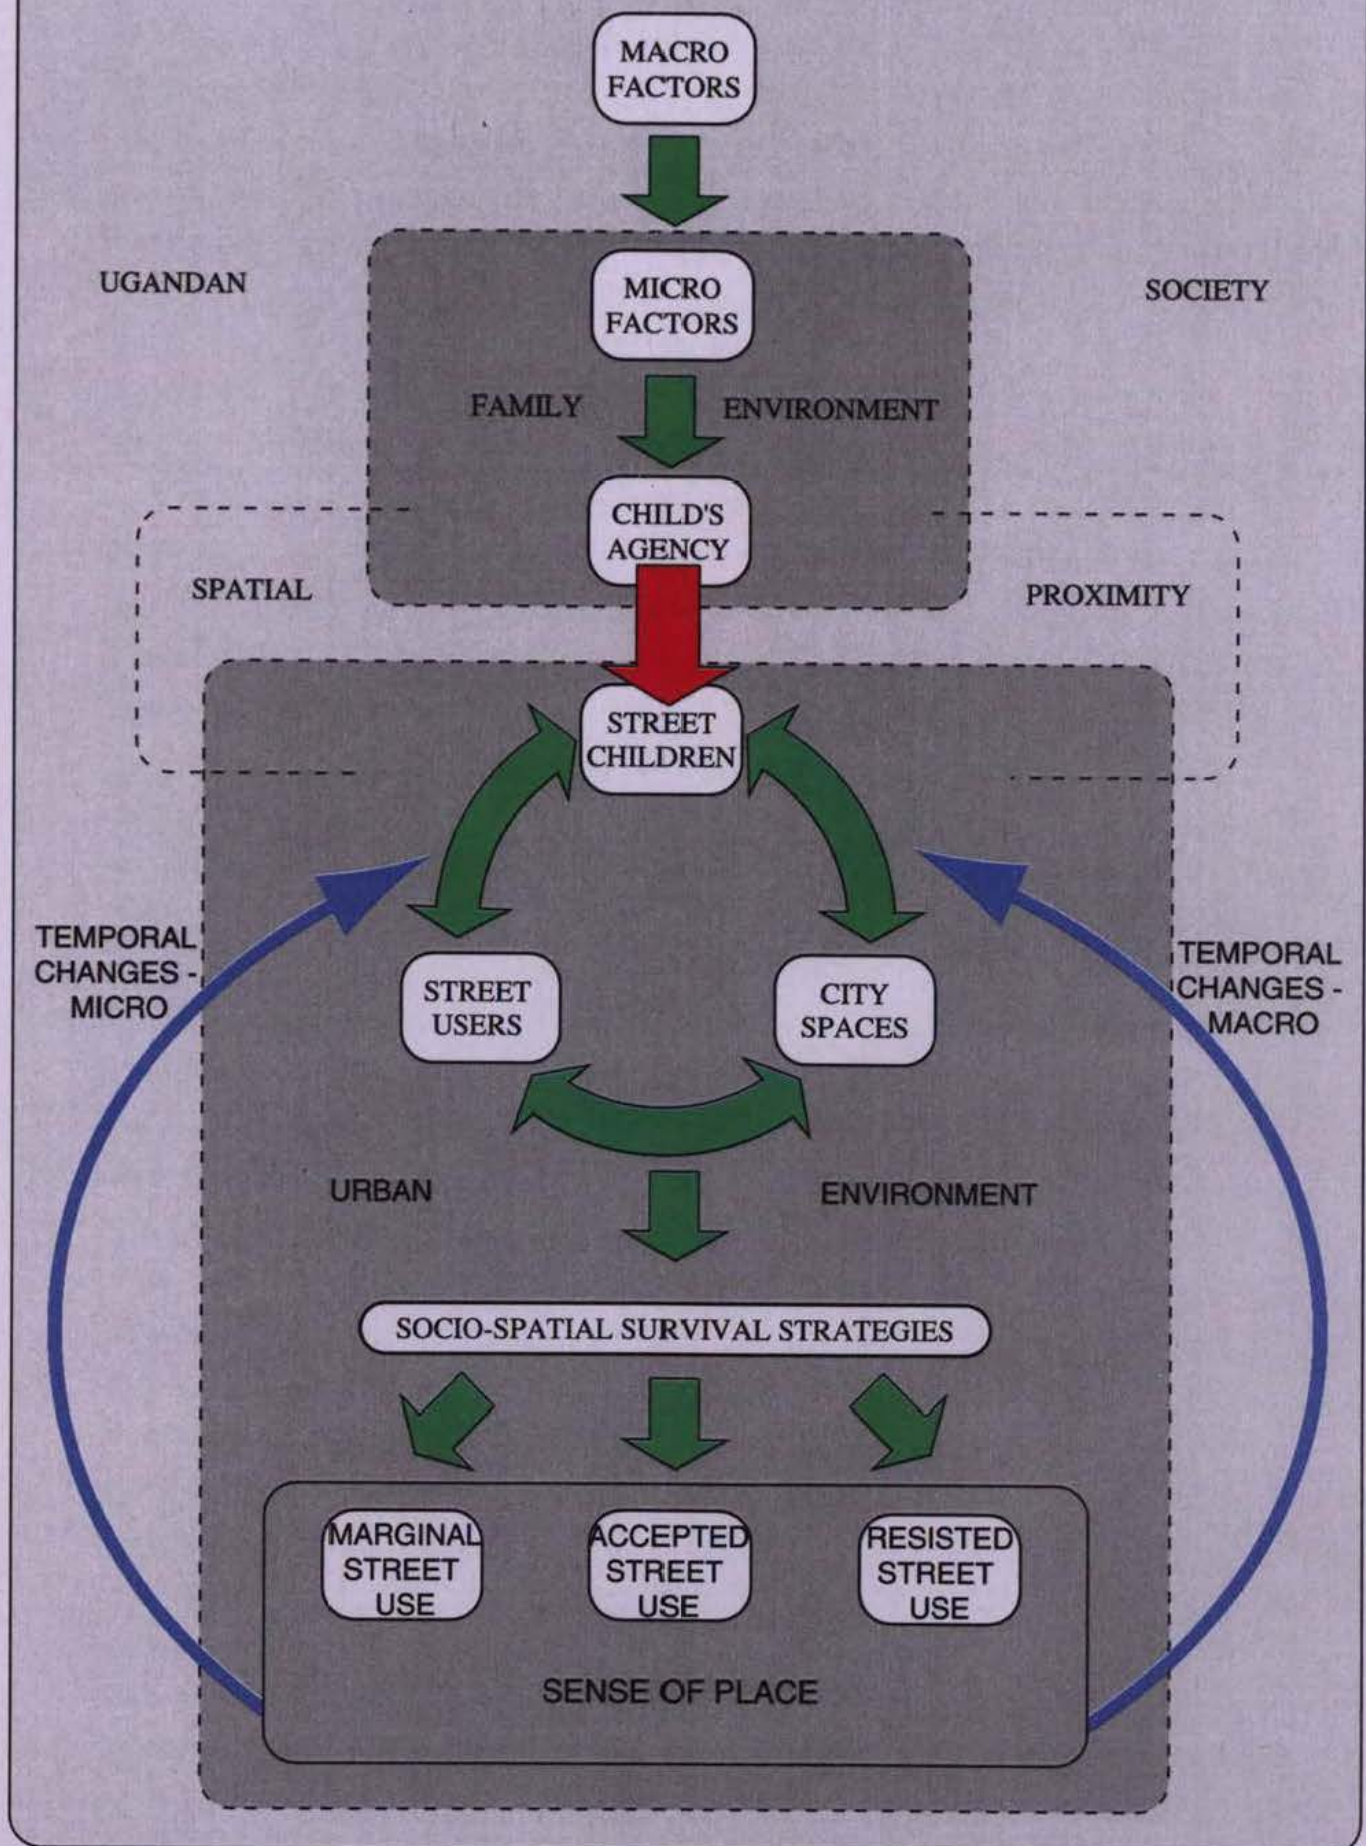 MACRO
FACTORS
UGANDAN
SOCIETY
MICRO
FACTORS
FAMILY
ENVIRONMENT
CHILD'S
AGENCY
SPATIAL
PROXIMITY
STREET
CHILDREN
TEMPORAL
CHANGES -
MICRO
STREET
USERS
CITY
SPACES
TEMPORAL
CHANGES -
MACRO
URBAN
ENVIRONMENT
SOCIO-SPATIAL SURVIVAL STRATEGIES
MARGINAL
STREET
USE
ACCEPTED
STREET
USE
RESISTED
STREET
USE
SENSE OF PLACE